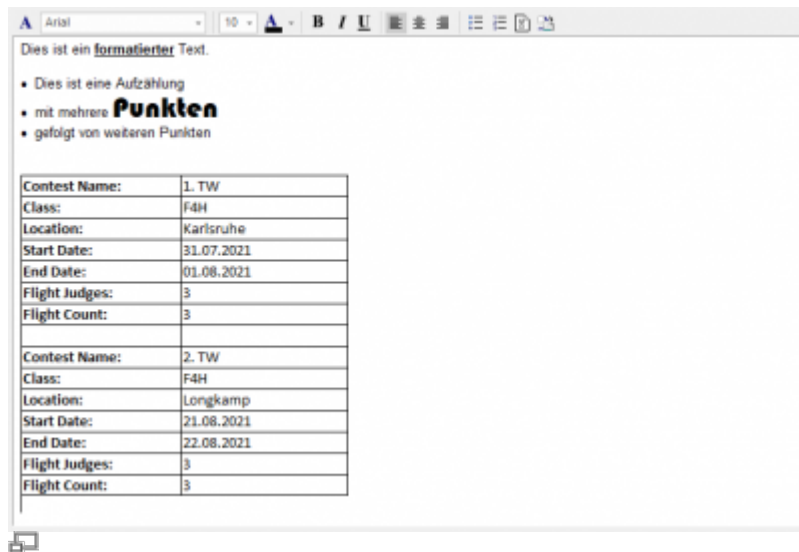 A Arial 10 A B I U
Dies ist ein formatierter Text.
• Dies ist eine Aufzählung
• mit mehrere Punkten
• gefolgt von weiteren Punkten
Contest Name: 1. TW
Class: F4H
Location: Karlsruhe
Start Date: 31.07.2021
End Date: 01.08.2021
Flight Judges: 3
Flight Count: 3
Contest Name: 2. TW
Class: F4H
Location: Longkamp
Start Date: 21.08.2021
End Date: 22.08.2021
Flight Judges: 3
Flight Count: 3